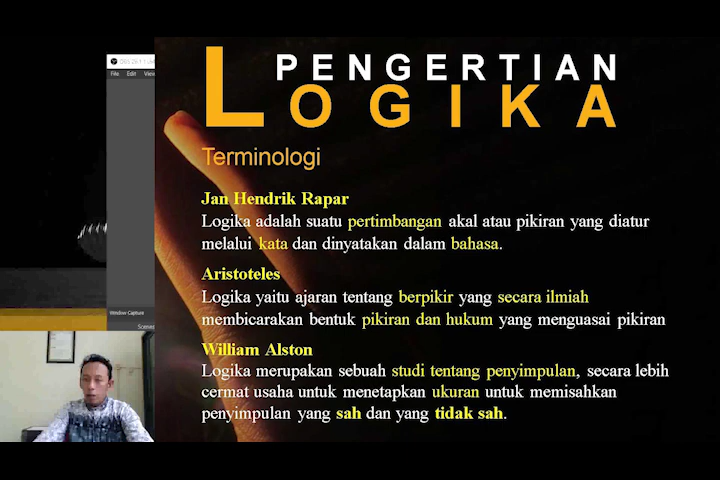 File Edit View
PENGERTIAN
LOGIKA
Terminologi
Jan Hendrik Rapar
Logika adalah suatu pertimbangan akal atau pikiran yang diatur
melalui kata dan dinyatakan dalam bahasa.
Aristoteles
Logika yaitu ajaran tentang berpikir yang secara ilmiah
membicarakan bentuk pikiran dan hukum yang menguasai pikiran
Window Capture
William Alston
Logika merupakan sebuah studi tentang penyimpulan, secara lebih
cermat usaha untuk menetapkan ukuran untuk memisahkan
penyimpulan yang sah dan yang tidak sah.